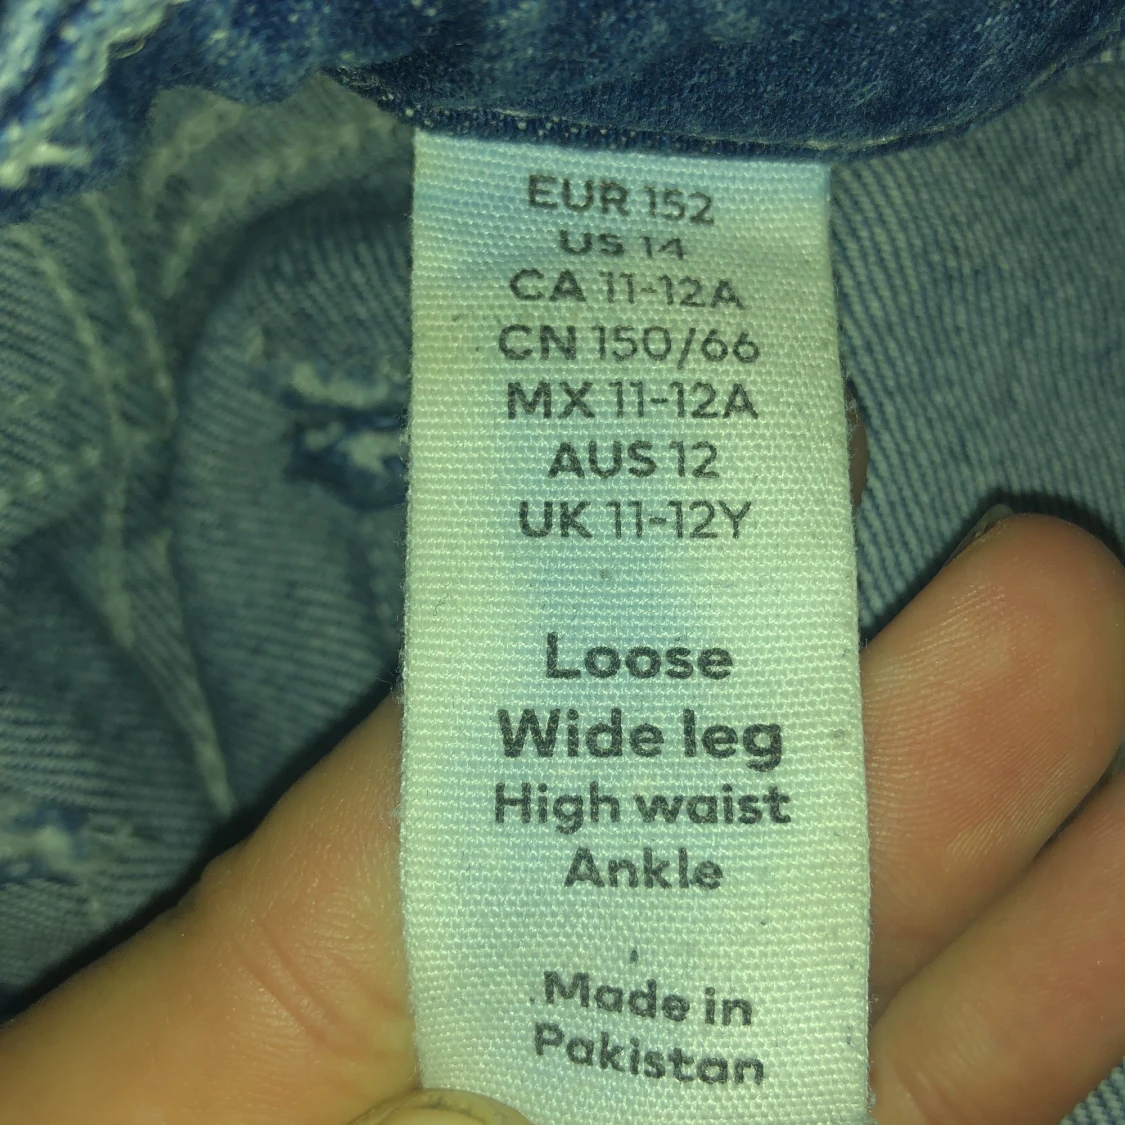 EUR 152
US 14
CA 11-12A
CN 150/66
MX 11-12A
AUS 12
UK 11-12Y
Loose
Wide leg
High waist
Ankle
Made in
Pakistan